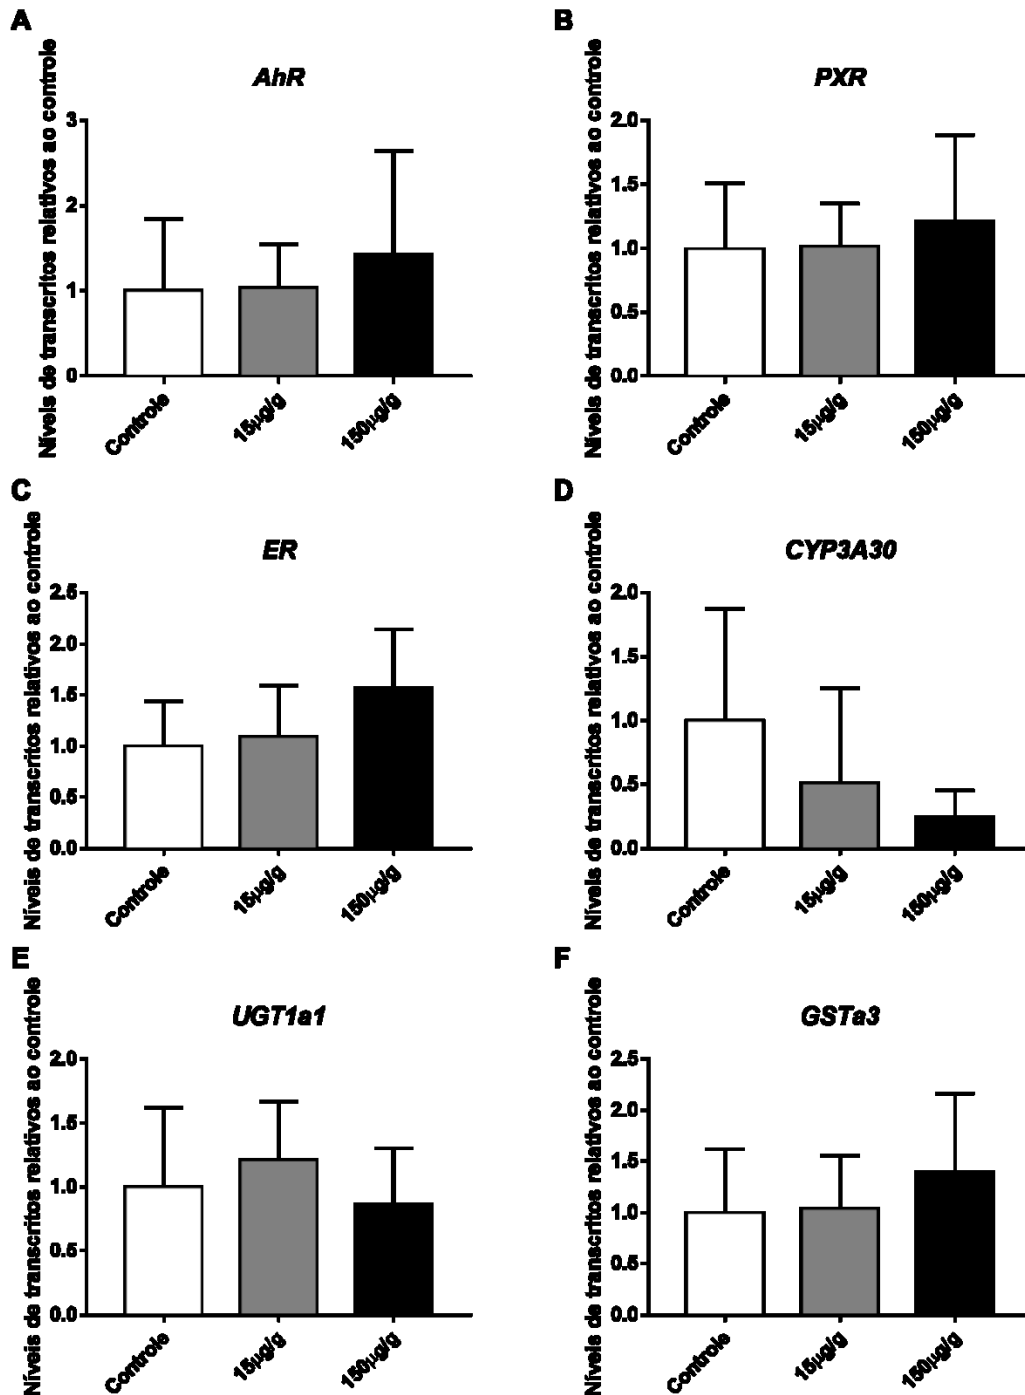 A
AhR
Níveis de transcritos relativos ao controle
3
2
1
0
Controle
15µg/g
150µg/g
B
PXR
Níveis de transcritos relativos ao controle
2.0
1.5
1.0
0.5
0.0
Controle
15µg/g
150µg/g
C
ER
Níveis de transcritos relativos ao controle
2.5
2.0
1.5
1.0
0.5
0.0
Controle
15µg/g
150µg/g
D
CYP3A30
Níveis de transcritos relativos ao controle
2.0
1.5
1.0
0.5
0.0
Controle
15µg/g
150µg/g
E
UGT1a1
Níveis de transcritos relativos ao controle
2.0
1.5
1.0
0.5
0.0
Controle
15µg/g
150µg/g
F
GSTa3
Níveis de transcritos relativos ao controle
2.5
2.0
1.5
1.0
0.5
0.0
Controle
15µg/g
150µg/g